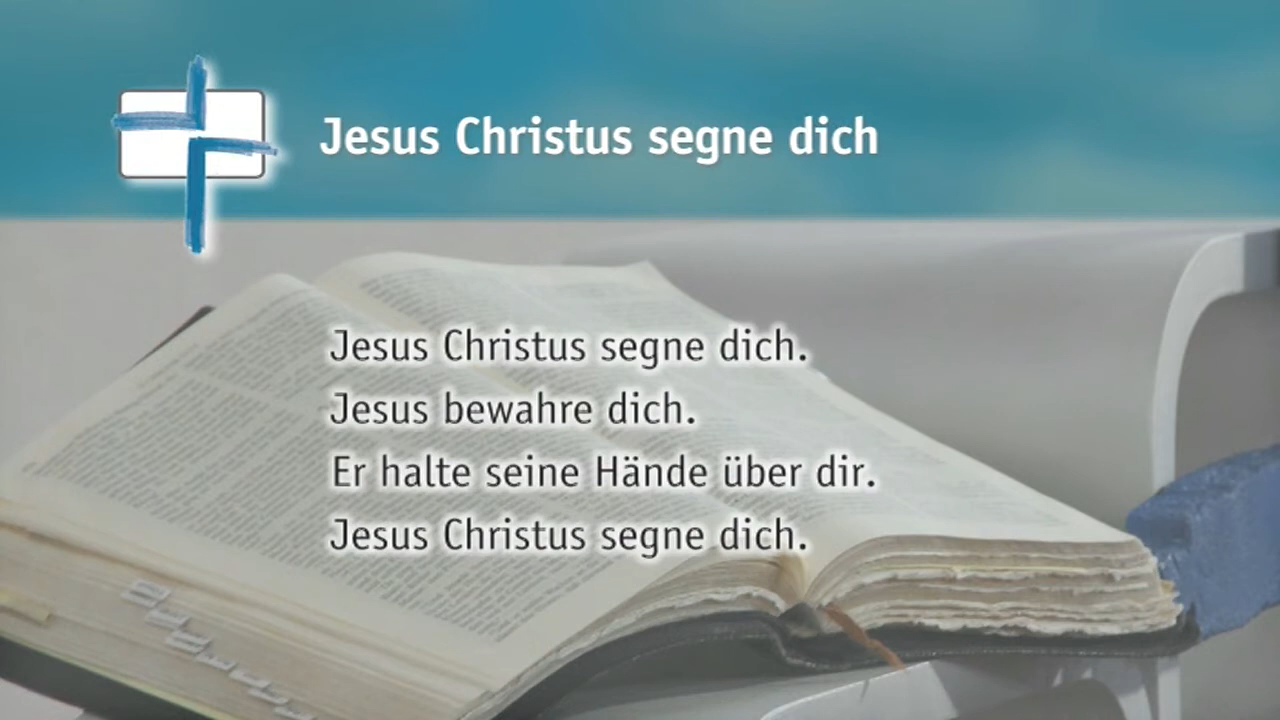 Jesus Christus segne dich
Jesus Christus segne dich.
Jesus bewahre dich.
Er halte seine Hände über dir.
Jesus Christus segne dich.